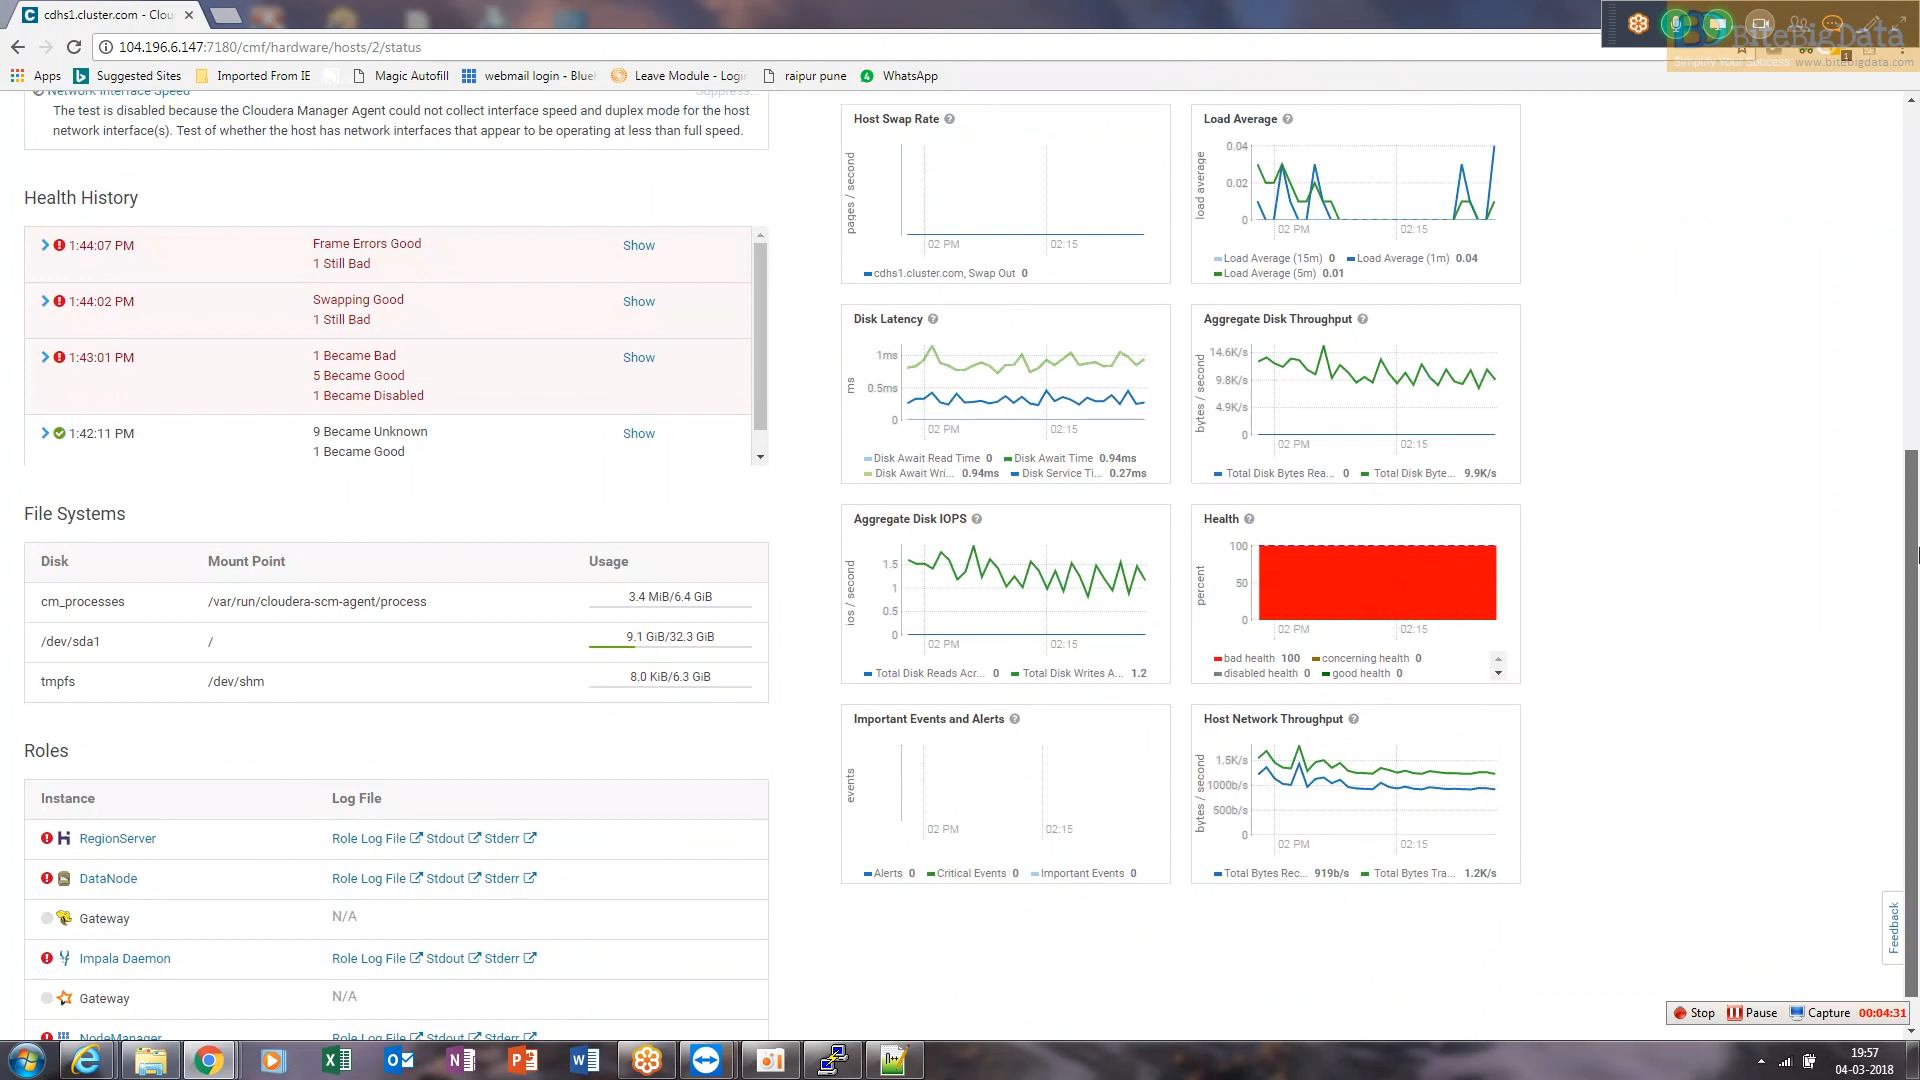 cdhs1.cluster.com - Clou
104.196.6.147:7180/cmf/hardware/hosts/2/status
BiteBigData
Simplify Your Success
www.bitebigdata.com
Apps
Suggested Sites
Imported From IE
Magic Autofill
webmail login - Blueh
Leave Module - Login
raipur pune
WhatsApp
Network Interface Speed
Suppress...
The test is disabled because the Cloudera Manager Agent could not collect interface speed and duplex mode for the host
network interface(s). Test of whether the host has network interfaces that appear to be operating at less than full speed.
Health History
1:44:07 PM
Frame Errors Good
1 Still Bad
Show
1:44:02 PM
Swapping Good
1 Still Bad
Show
1:43:01 PM
1 Became Bad
5 Became Good
1 Became Disabled
Show
1:42:11 PM
9 Became Unknown
1 Became Good
Show
File Systems
Disk Mount Point Usage
cm_processes /var/run/cloudera-scm-agent/process 3.4 MiB/6.4 GiB
/dev/sda1 / 9.1 GiB/32.3 GiB
tmpfs /dev/shm 8.0 KiB/6.3 GiB
Roles
Instance Log File
RegionServer Role Log File Stdout Stderr
DataNode Role Log File Stdout Stderr
Gateway N/A
Impala Daemon Role Log File Stdout Stderr
Gateway N/A
NodeManager Role Log File Stdout Stderr
Host Swap Rate
pages / second
02 PM 02:15
cdhs1.cluster.com, Swap Out 0
Load Average
load average
0.04
0.02
0
02 PM 02:15
Load Average (15m) 0 Load Average (1m) 0.04
Load Average (5m) 0.01
Disk Latency
ms
1ms
0.5ms
0
02 PM 02:15
Disk Await Read Time 0 Disk Await Time 0.94ms
Disk Await Wri... 0.94ms Disk Service Ti... 0.27ms
Aggregate Disk Throughput
bytes / second
14.6K/s
9.8K/s
4.9K/s
0
02 PM 02:15
Total Disk Bytes Rea... 0 Total Disk Byte... 9.9K/s
Aggregate Disk IOPS
ios / second
1.5
1
0.5
0
02 PM 02:15
Total Disk Reads Acr... 0 Total Disk Writes A... 1.2
Health
percent
100
50
0
02 PM 02:15
bad health 100 concerning health 0
disabled health 0 good health 0
Important Events and Alerts
events
02 PM 02:15
Alerts 0 Critical Events 0 Important Events 0
Host Network Throughput
bytes / second
1.5K/s
1000b/s
500b/s
0
02 PM 02:15
Total Bytes Rec... 919b/s Total Bytes Tra... 1.2K/s
Feedback
Stop Pause Capture 00:04:31
19:57
04-03-2018